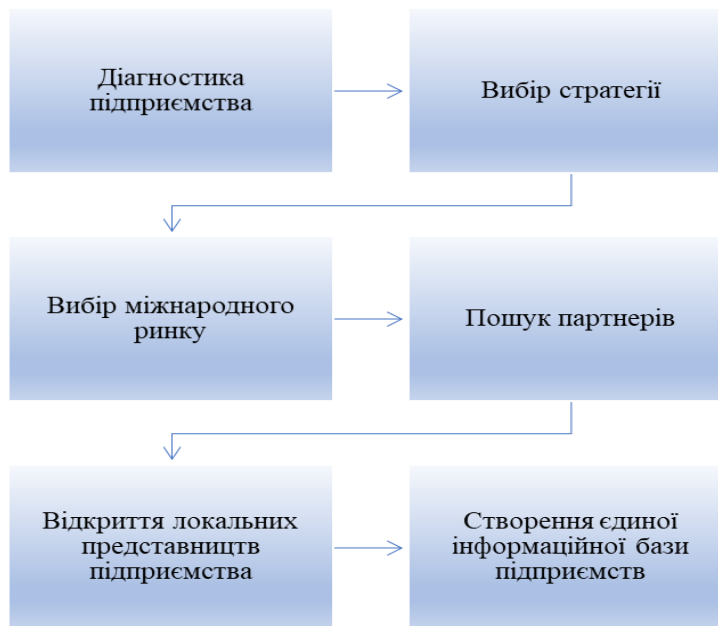 Діагностика
підприємства
Вибір стратегії
Вибір міжнародного
ринку
Пошук партнерів
Відкриття локальних
представництв
підприємства
Створення єдиної
інформаційної бази
підприємств